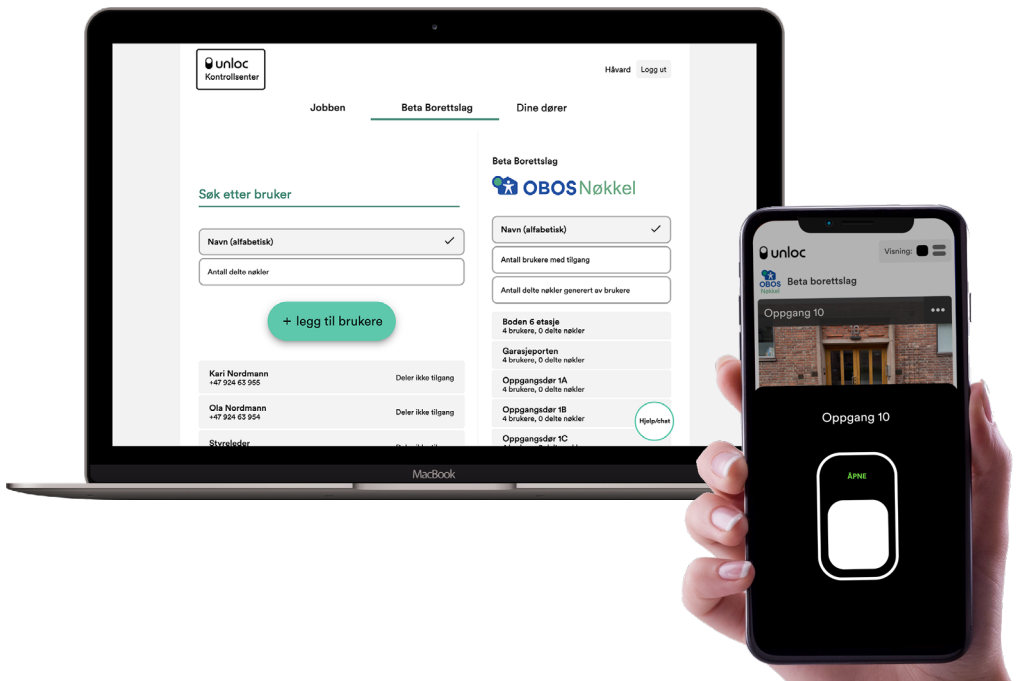 unloc
Kontrollsenter
Håvard
Logg ut
Jobben
Beta Borettslag
Dine dører
Søk etter bruker
Navn (alfabetisk)
Antall delte nøkler
+ legg til brukere
Kari Nordmann
+47 924 63 955
Deler ikke tilgang
Ola Nordmann
+47 924 63 954
Deler ikke tilgang
Styreleder
Beta Borettslag
OBOS Nøkkel
Navn (alfabetisk)
Antall brukere med tilgang
Antall delte nøkler generert av brukere
Boden 6 etasje
4 brukere, 0 delte nøkler
Garasjeporten
4 brukere, 0 delte nøkler
Oppgangsdør 1A
4 brukere, 0 delte nøkler
Oppgangsdør 1B
4 brukere, 0 delte nøkler
Oppgangsdør 1C
Hjelp/chat
MacBook
unloc
Visning:
OBOS
Nøkkel
Beta borettslag
Oppgang 10
Oppgang 10
ÅPNE